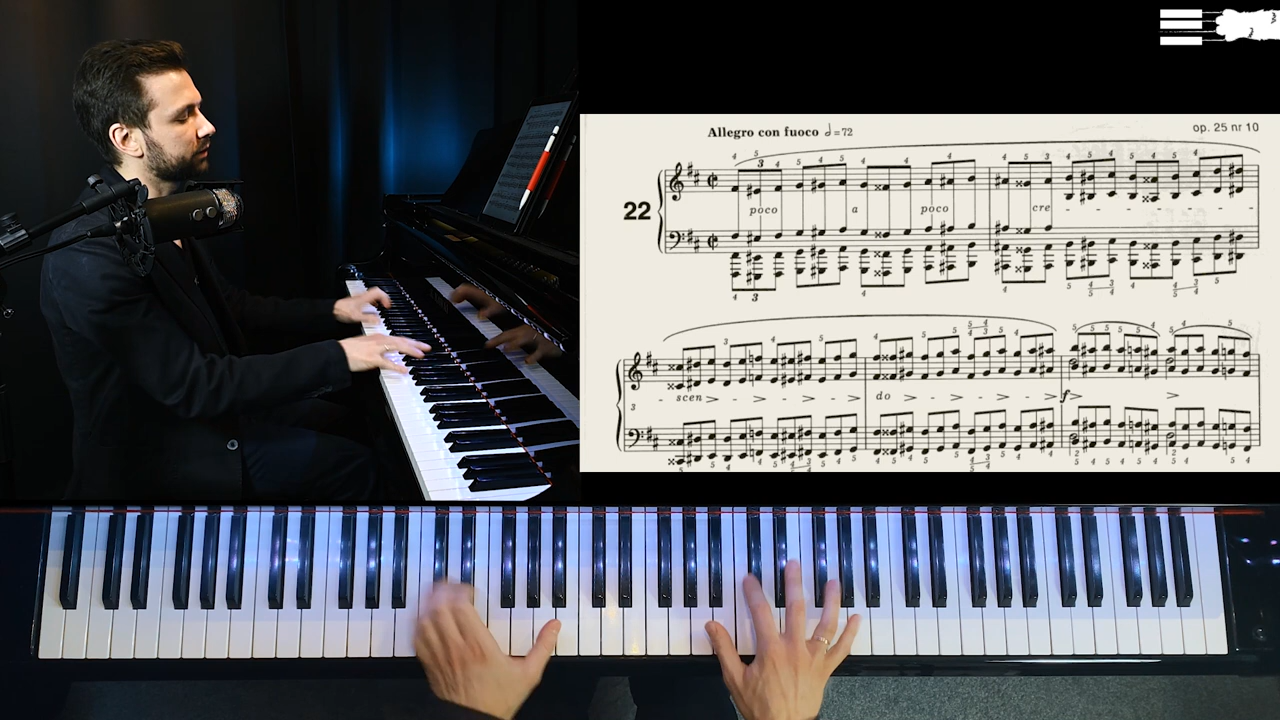 Allegro con fuoco 𝅗𝅥 = 72
op. 25 nr 10
22
poco a poco cre - - - - - - - - -
- scen - - - - do - - - - f